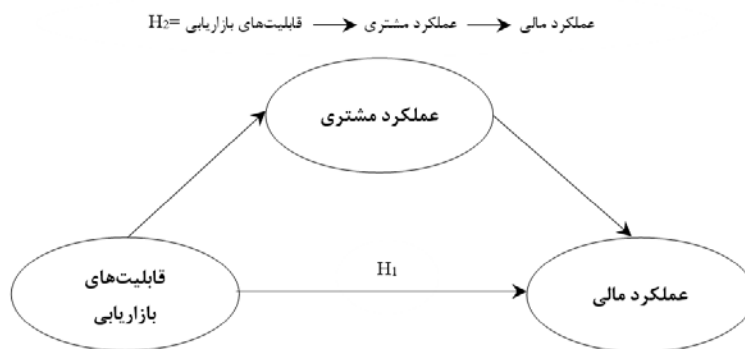 H₂= قابلیت‌های بازاریابی → عملکرد مشتری → عملکرد مالی
عملکرد مشتری
H₁
قابلیت‌های
بازاریابی
عملکرد مالی